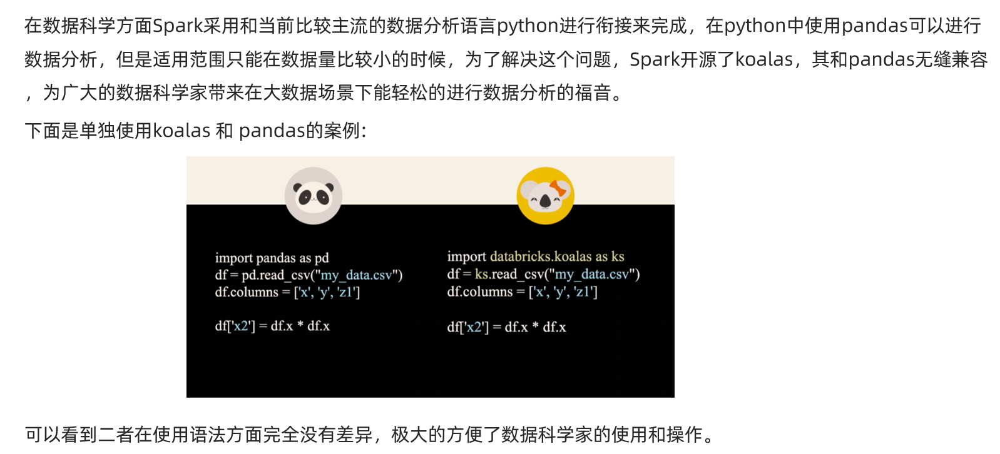 在数据科学方面Spark采用和当前比较主流的数据分析语言python进行衔接来完成，在python中使用pandas可以进行
数据分析，但是适用范围只能在数据量比较小的时候，为了解决这个问题，Spark开源了koalas，其和pandas无缝兼容
，为广大的数据科学家带来在大数据场景下能轻松的进行数据分析的福音。
下面是单独使用koalas 和 pandas的案例：
import pandas as pd
df = pd.read_csv("my_data.csv")
df.columns = ['x', 'y', 'z1']
df['x2'] = df.x * df.x
import databricks.koalas as ks
df = ks.read_csv("my_data.csv")
df.columns = ['x', 'y', 'z1']
df['x2'] = df.x * df.x
可以看到二者在使用语法方面完全没有差异，极大的方便了数据科学家的使用和操作。